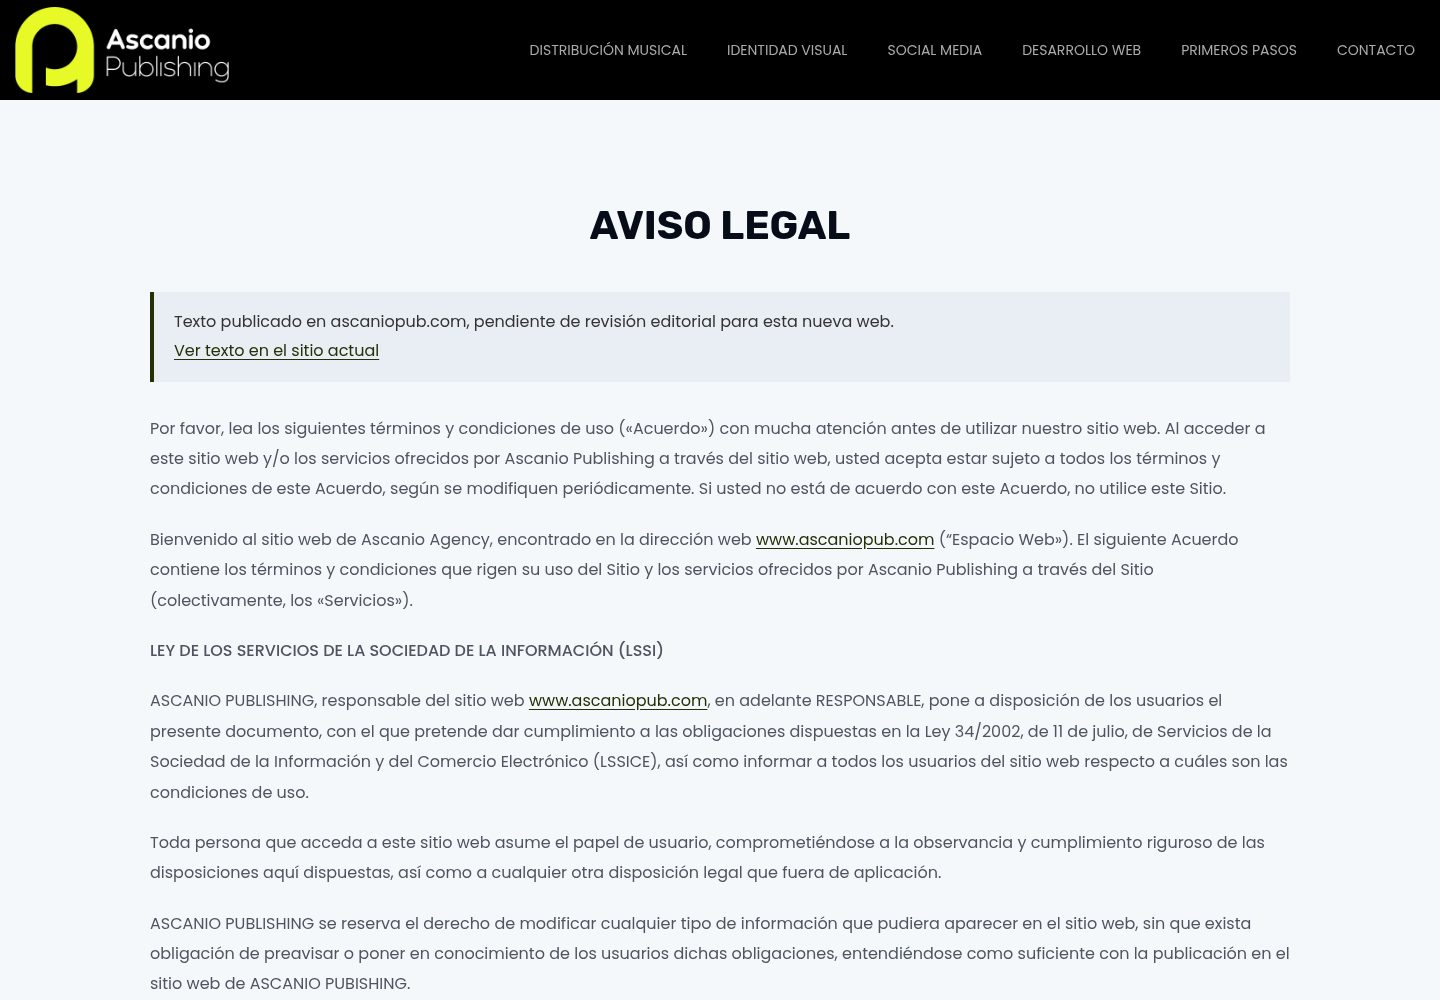 Ascanio
Publishing
DISTRIBUCIÓN MUSICAL
IDENTIDAD VISUAL
SOCIAL MEDIA
DESARROLLO WEB
PRIMEROS PASOS
CONTACTO
AVISO LEGAL
Texto publicado en ascaniopub.com, pendiente de revisión editorial para esta nueva web.
Ver texto en el sitio actual
Por favor, lea los siguientes términos y condiciones de uso («Acuerdo») con mucha atención antes de utilizar nuestro sitio web. Al acceder a
este sitio web y/o los servicios ofrecidos por Ascanio Publishing a través del sitio web, usted acepta estar sujeto a todos los términos y
condiciones de este Acuerdo, según se modifiquen periódicamente. Si usted no está de acuerdo con este Acuerdo, no utilice este Sitio.
Bienvenido al sitio web de Ascanio Agency, encontrado en la dirección web www.ascaniopub.com (“Espacio Web»). El siguiente Acuerdo
contiene los términos y condiciones que rigen su uso del Sitio y los servicios ofrecidos por Ascanio Publishing a través del Sitio
(colectivamente, los «Servicios»).
LEY DE LOS SERVICIOS DE LA SOCIEDAD DE LA INFORMACIÓN (LSSI)
ASCANIO PUBLISHING, responsable del sitio web www.ascaniopub.com, en adelante RESPONSABLE, pone a disposición de los usuarios el
presente documento, con el que pretende dar cumplimiento a las obligaciones dispuestas en la Ley 34/2002, de 11 de julio, de Servicios de la
Sociedad de la Información y del Comercio Electrónico (LSSICE), así como informar a todos los usuarios del sitio web respecto a cuáles son las
condiciones de uso.
Toda persona que acceda a este sitio web asume el papel de usuario, comprometiéndose a la observancia y cumplimiento riguroso de las
disposiciones aquí dispuestas, así como a cualquier otra disposición legal que fuera de aplicación.
ASCANIO PUBLISHING se reserva el derecho de modificar cualquier tipo de información que pudiera aparecer en el sitio web, sin que exista
obligación de preavisar o poner en conocimiento de los usuarios dichas obligaciones, entendiéndose como suficiente con la publicación en el
sitio web de ASCANIO PUBISHING.